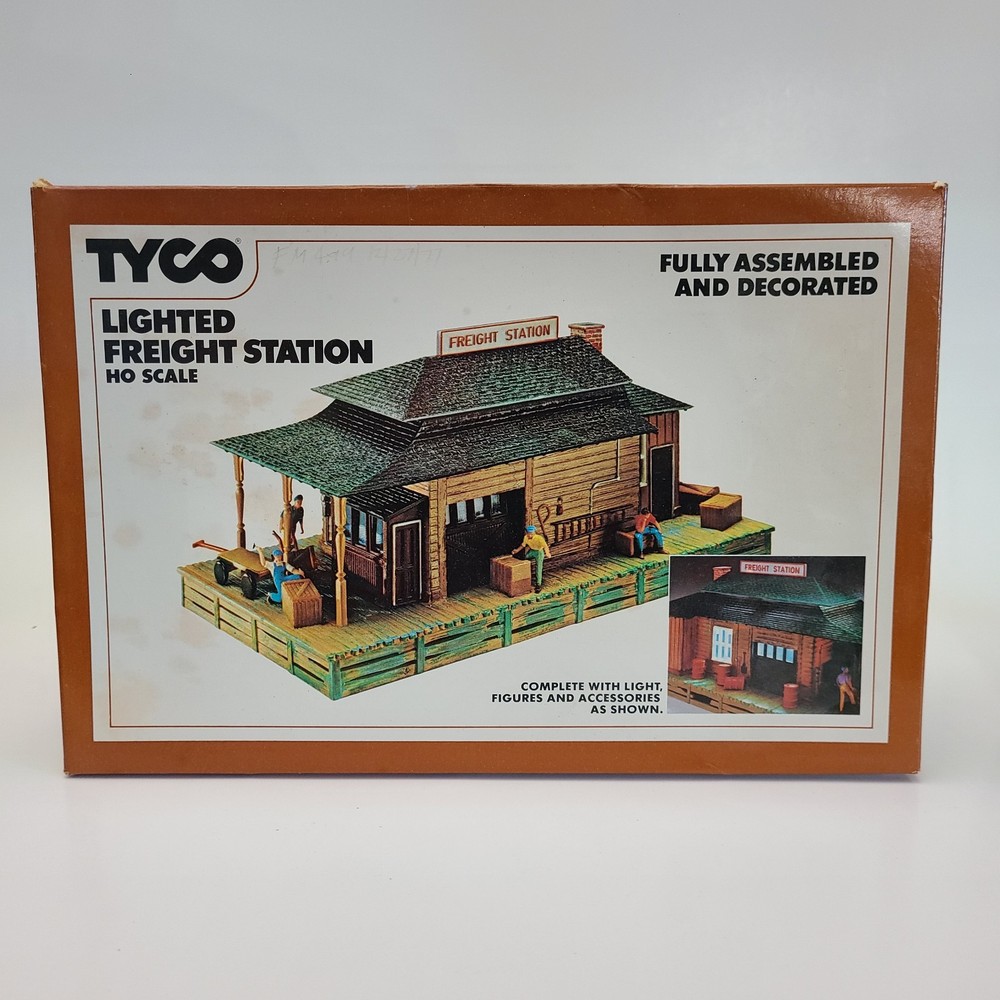 TYCO®
LIGHTED
FREIGHT STATION
HO SCALE
FULLY ASSEMBLED
AND DECORATED
FREIGHT STATION
FREIGHT STATION
COMPLETE WITH LIGHT,
FIGURES AND ACCESSORIES
AS SHOWN.